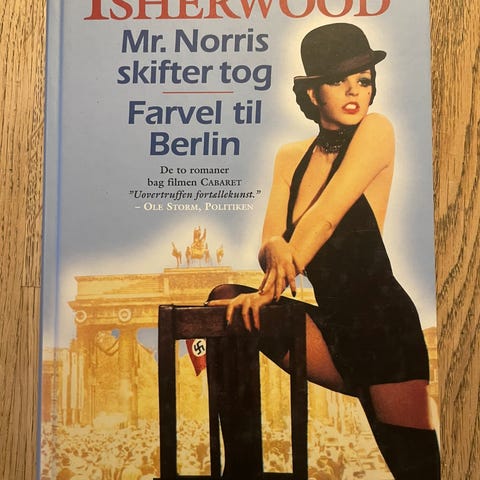 ISHERWOOD
Mr. Norris
skifter tog
Farvel til
Berlin
De to romaner
bag filmen CABARET
"Uovertruffen fortællekunst."
– OLE STORM, POLITIKEN